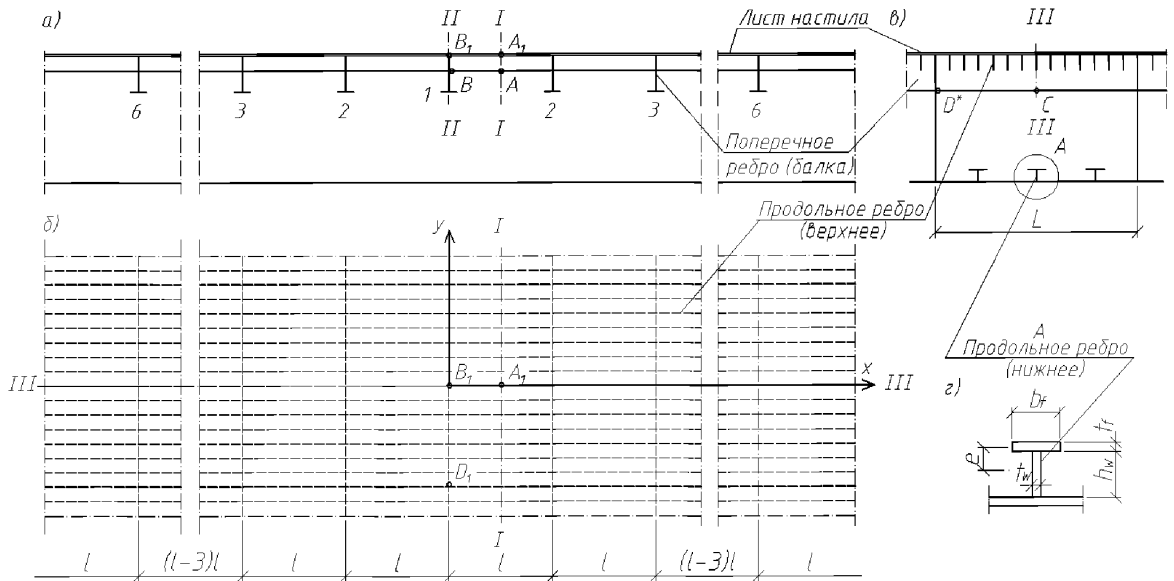 а)
II
I
Лист настила
в)
III
B₁
A₁
B
A
6
3
2
1
2
3
6
II
I
D*
C
III
A
Поперечное
ребро (балка)
Продольное ребро
(верхнее)
L
б)
y
I
III
B₁
A₁
x
III
D₁
I
A
Продольное ребро
(нижнее)
г)
bf
tf
e
tw
hw
l
(l-3)l
l
l
l
l
(l-3)l
l